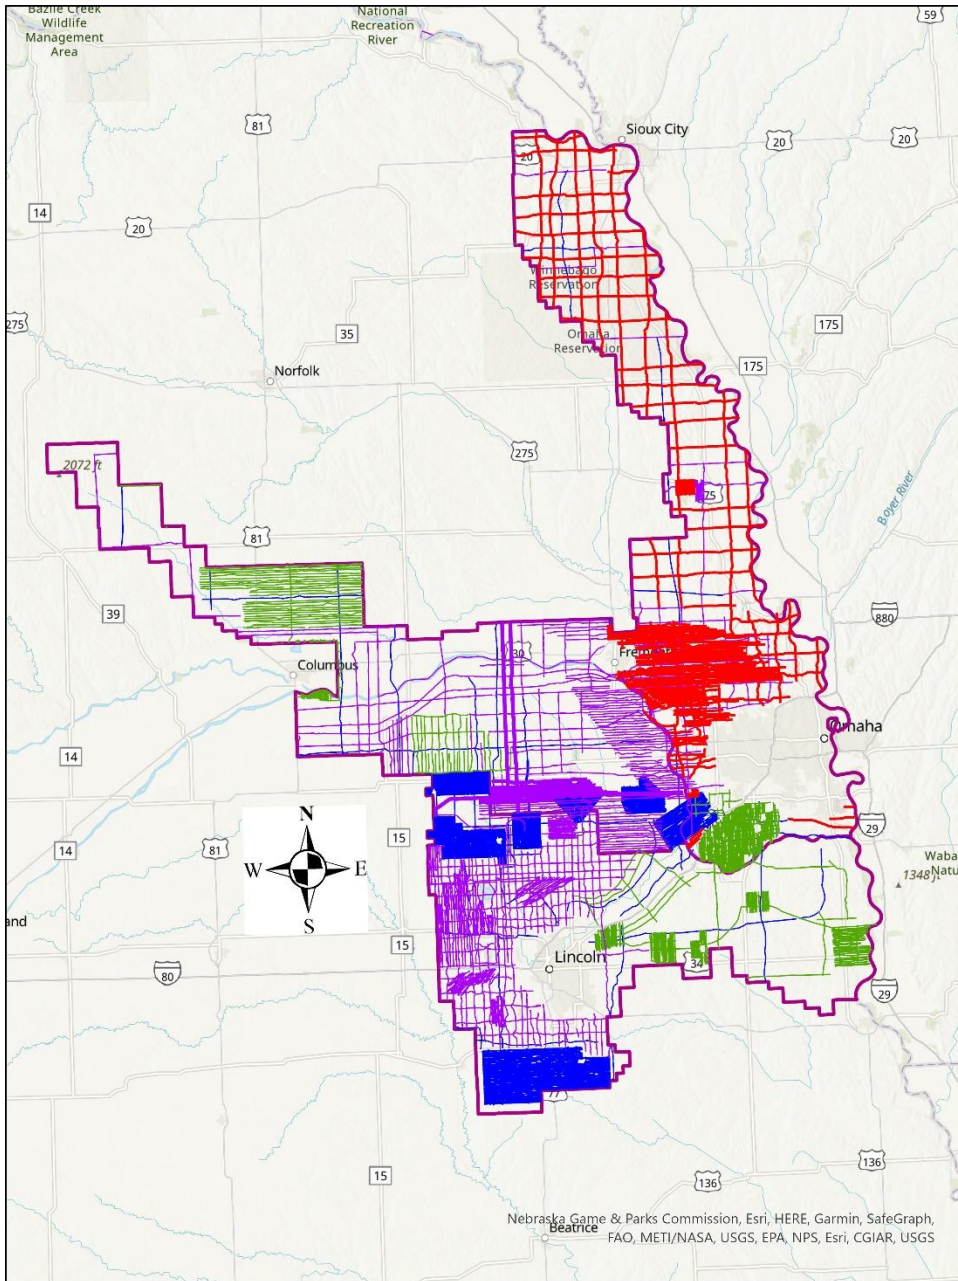 Bazile Creek
Wildlife
Management
Area
National
Recreation
River
59
81
Sioux City
20
20
20
14
20
Winnebago
Reservation
275
35
Omaha
Reservation
175
175
Norfolk
275
2072 ft
75
Boyer River
81
39
880
Columbus
30
Fremont
14
Omaha
N
W
E
S
15
29
14
81
1348 ft
Lincoln
15
34
80
29
77
15
136
136
Nebraska Game & Parks Commission, Esri, HERE, Garmin, SafeGraph,
Beatrice
FAO, METI/NASA, USGS, EPA, NPS, Esri, CGIAR, USGS